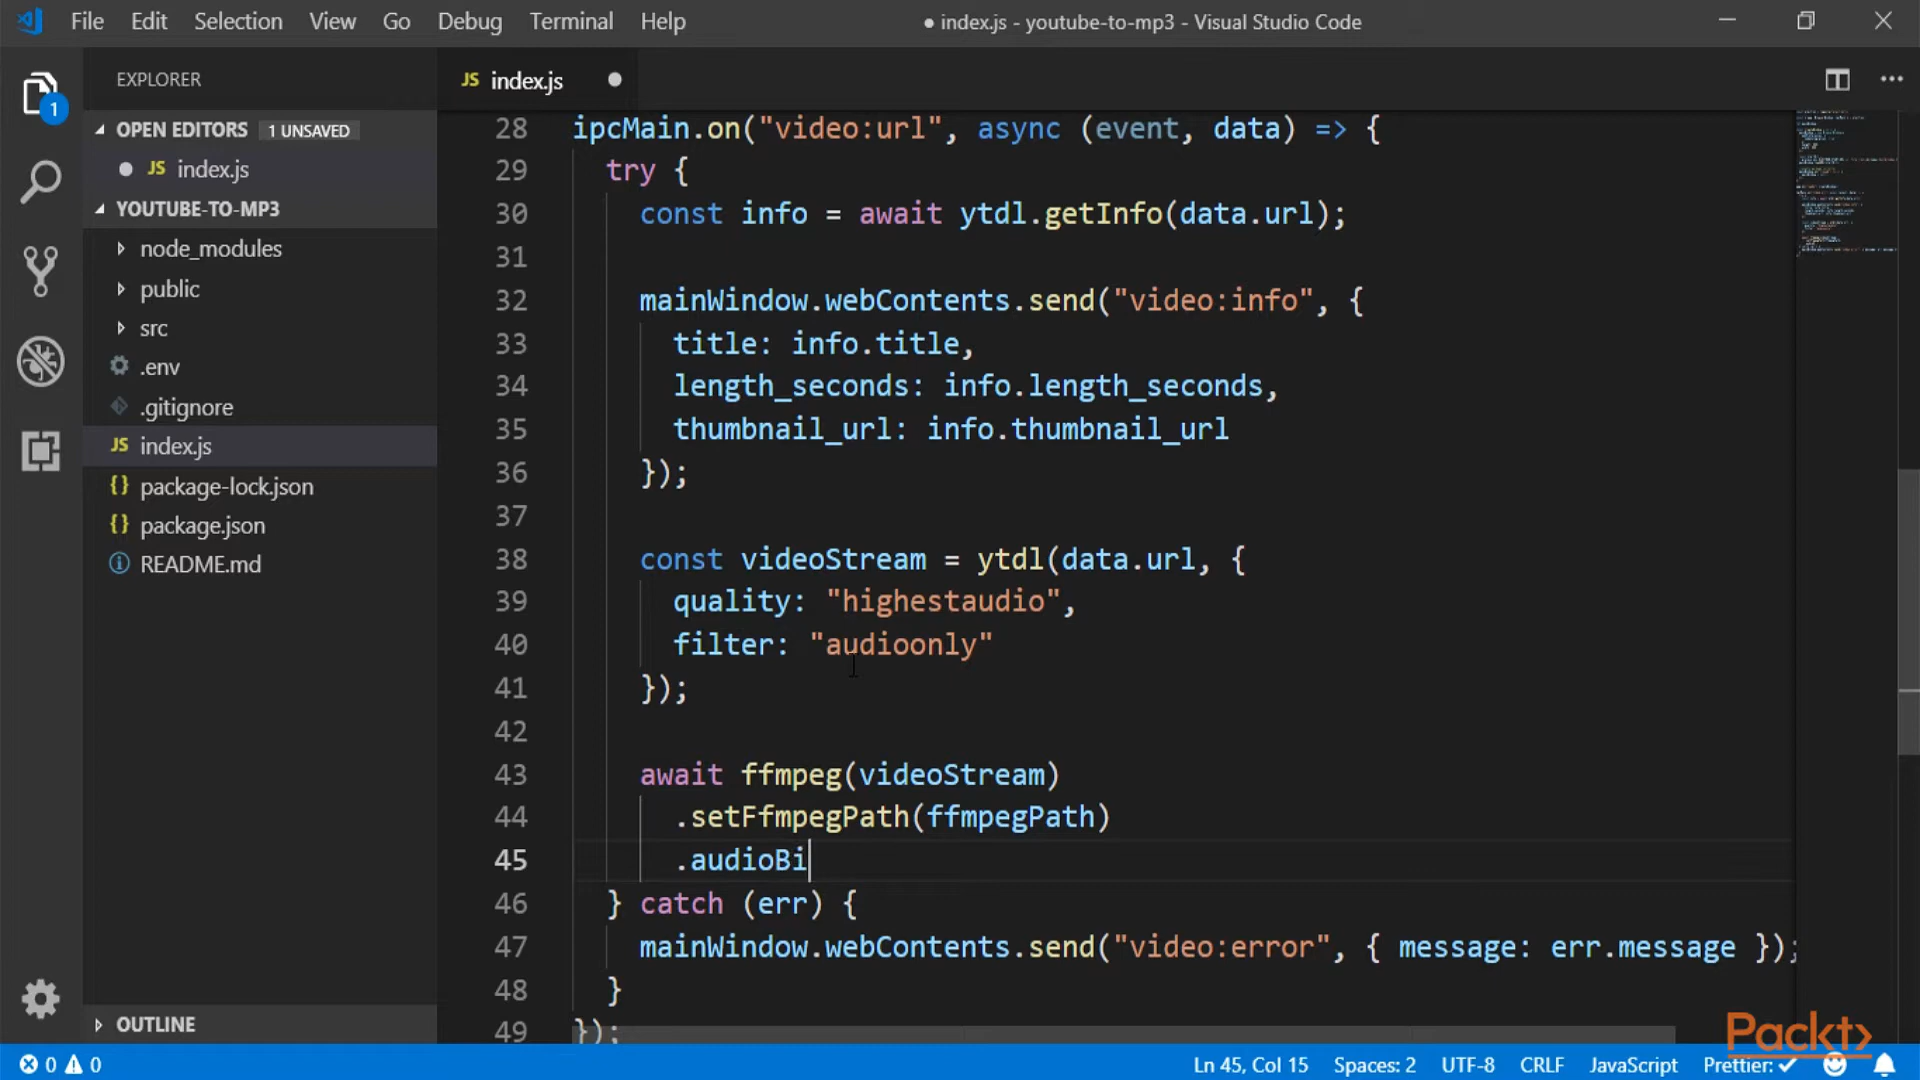 File Edit Selection View Go Debug Terminal Help
● index.js - youtube-to-mp3 - Visual Studio Code
EXPLORER
JS index.js
OPEN EDITORS 1 UNSAVED
JS index.js
YOUTUBE-TO-MP3
node_modules
public
src
.env
.gitignore
JS index.js
{} package-lock.json
{} package.json
README.md
OUTLINE
1
28 ipcMain.on("video:url", async (event, data) => {
29 try {
30 const info = await ytdl.getInfo(data.url);
31
32 mainWindow.webContents.send("video:info", {
33 title: info.title,
34 length_seconds: info.length_seconds,
35 thumbnail_url: info.thumbnail_url
36 });
37
38 const videoStream = ytdl(data.url, {
39 quality: "highestaudio",
40 filter: "audioonly"
41 });
42
43 await ffmpeg(videoStream)
44 .setFfmpegPath(ffmpegPath)
45 .audioBi
46 } catch (err) {
47 mainWindow.webContents.send("video:error", { message: err.message });
48 }
49 });
Packt>
0 0
Ln 45, Col 15 Spaces: 2 UTF-8 CRLF JavaScript Prettier: ✓